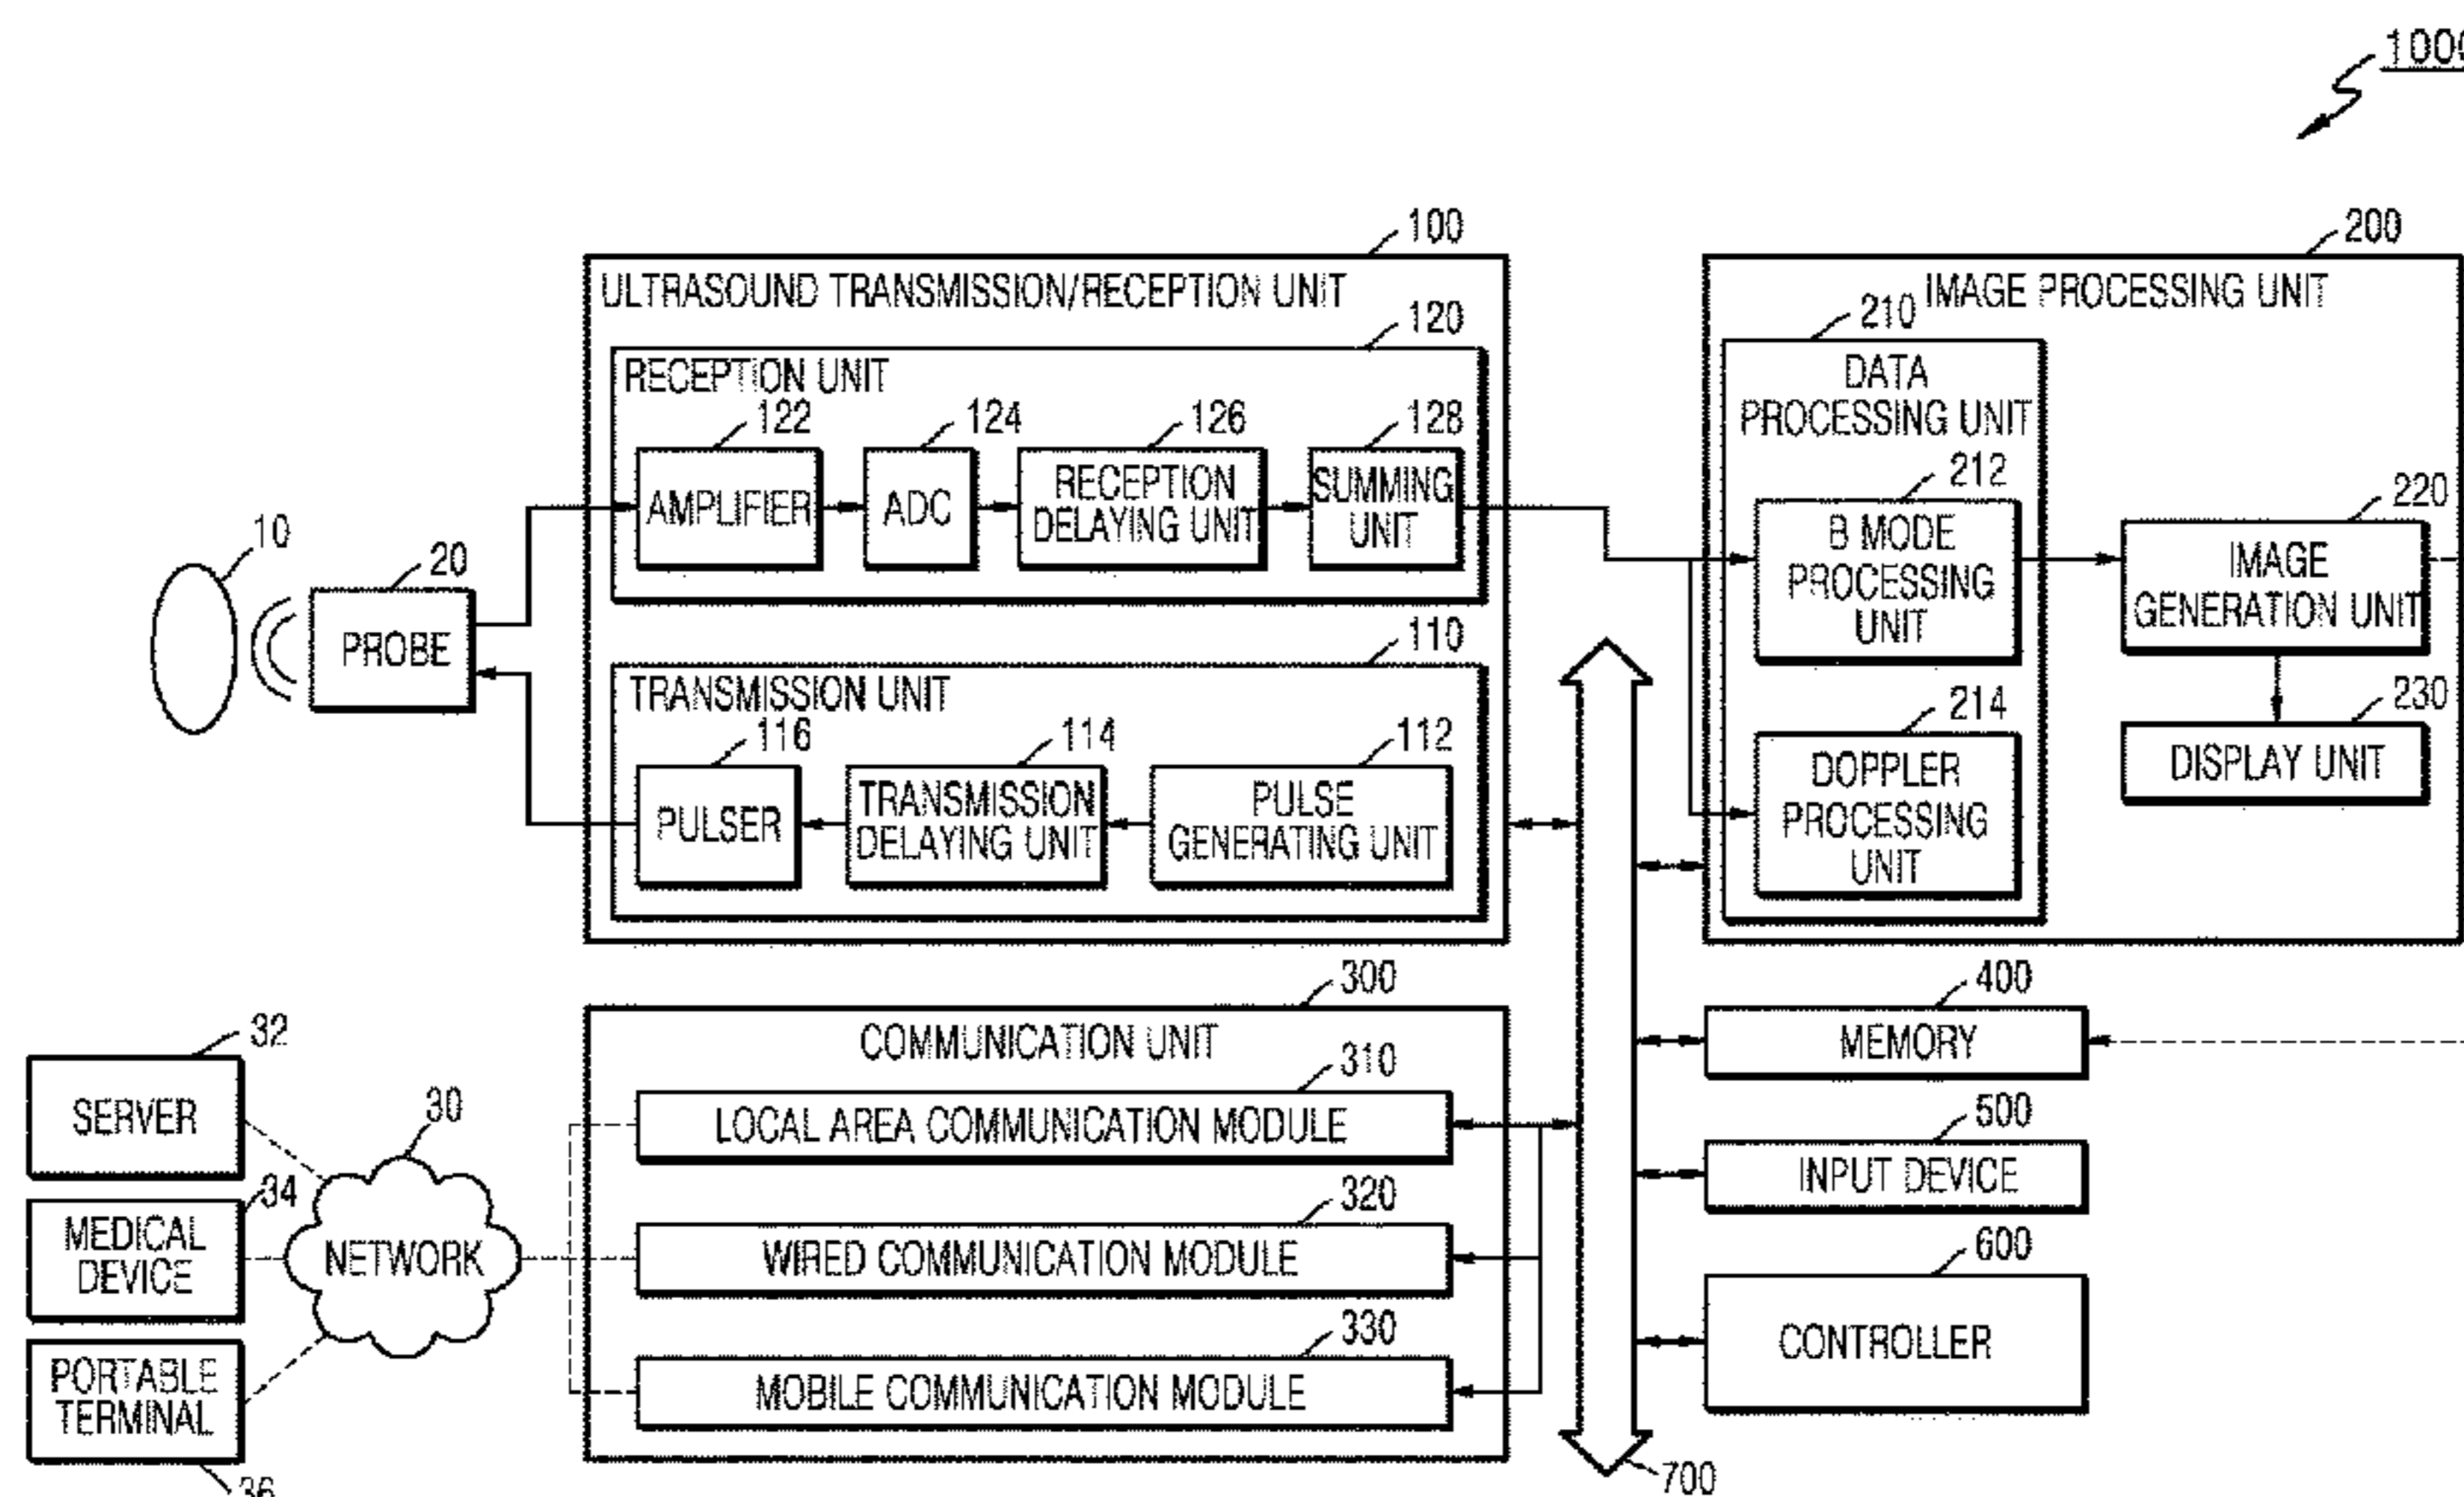 1000
100
ULTRASOUND TRANSMISSION/RECEPTION UNIT
120
RECEPTION UNIT
122
124
126
128
AMPLIFIER
ADC
RECEPTION
DELAYING UNIT
SUMMING
UNIT
10
20
PROBE
110
TRANSMISSION UNIT
116
114
112
PULSER
TRANSMISSION
DELAYING UNIT
PULSE
GENERATING UNIT
200
IMAGE PROCESSING UNIT
210
DATA
PROCESSING UNIT
212
B MODE
PROCESSING
UNIT
220
IMAGE
GENERATION UNIT
214
DOPPLER
PROCESSING
UNIT
230
DISPLAY UNIT
300
COMMUNICATION UNIT
310
LOCAL AREA COMMUNICATION MODULE
320
WIRED COMMUNICATION MODULE
330
MOBILE COMMUNICATION MODULE
32
SERVER
30
NETWORK
34
MEDICAL
DEVICE
PORTABLE
TERMINAL
36
400
MEMORY
500
INPUT DEVICE
600
CONTROLLER
700